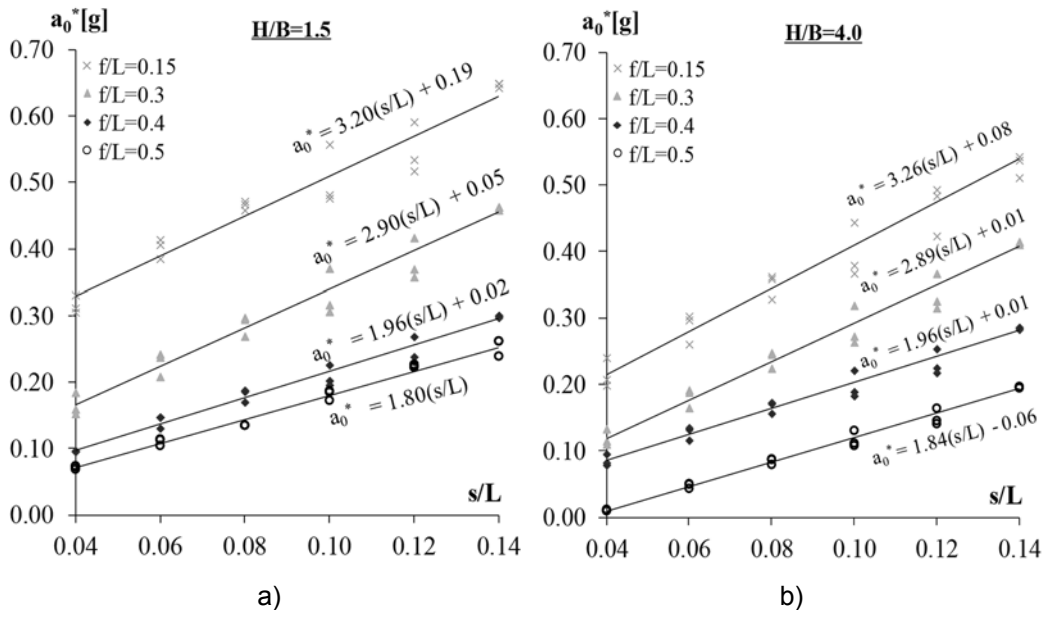 a₀*[g]
H/B=1.5
0.70
0.60
0.50
0.40
0.30
0.20
0.10
0.00
f/L=0.15
f/L=0.3
f/L=0.4
f/L=0.5
a₀* = 3.20(s/L) + 0.19
a₀* = 2.90(s/L) + 0.05
a₀* = 1.96(s/L) + 0.02
a₀* = 1.80(s/L)
s/L
0.04 0.06 0.08 0.10 0.12 0.14
a)
a₀*[g]
H/B=4.0
0.70
0.60
0.50
0.40
0.30
0.20
0.10
0.00
f/L=0.15
f/L=0.3
f/L=0.4
f/L=0.5
a₀* = 3.26(s/L) + 0.08
a₀* = 2.89(s/L) + 0.01
a₀* = 1.96(s/L) + 0.01
a₀* = 1.84(s/L) - 0.06
s/L
0.04 0.06 0.08 0.10 0.12 0.14
b)